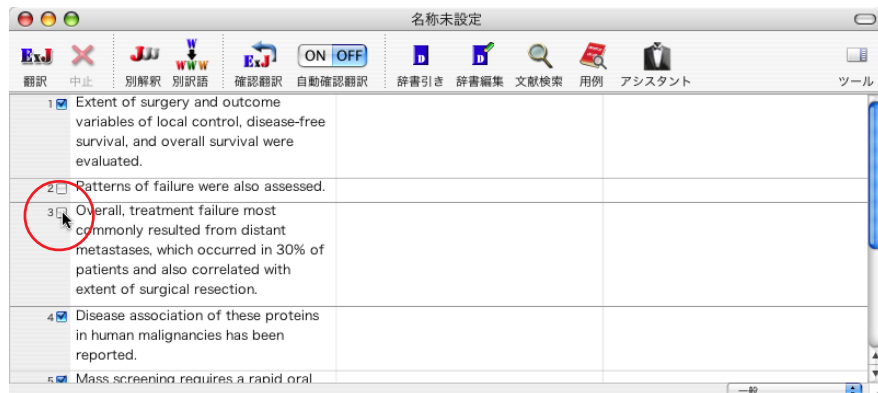 名称未設定
ExJ JJJ W WWW ExJ ON OFF D D
翻訳 中止 別解釈 別訳語 確認翻訳 自動確認翻訳 辞書引き 辞書編集 文献検索 用例 アシスタント ツール
1 Extent of surgery and outcome
variables of local control, disease-free
survival, and overall survival were
evaluated.
2 Patterns of failure were also assessed.
3 Overall, treatment failure most
commonly resulted from distant
metastases, which occurred in 30% of
patients and also correlated with
extent of surgical resection.
4 Disease association of these proteins
in human malignancies has been
reported.
5 Mass screening requires a rapid oral
一般